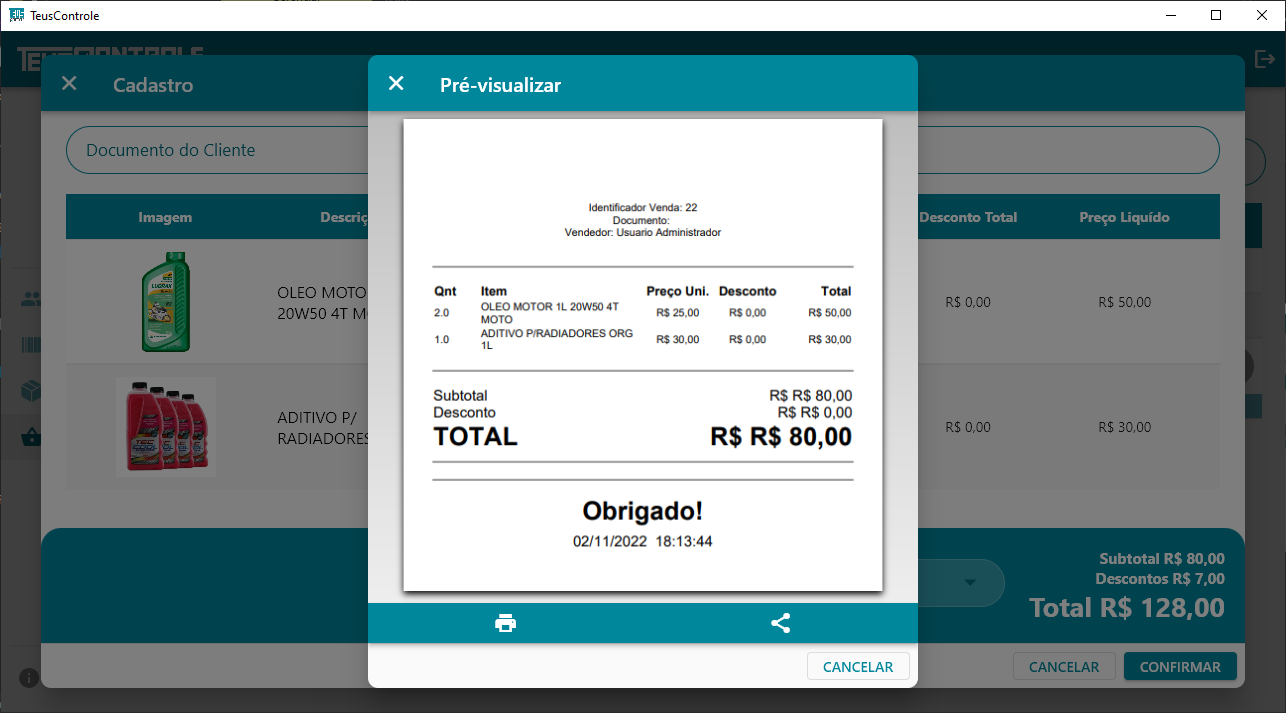 TeusControle
TEUSCONTROLE
Cadastro
Pré-visualizar
Documento do Cliente
Imagem
Desconto Total
Preço Liquído
LUBRAX
OLEO MOTO
20W50 4T M
R$ 0,00
R$ 50,00
ADITIVO P/
RADIADORES
R$ 0,00
R$ 30,00
Identificador Venda: 22
Documento:
Vendedor: Usuario Administrador
Qnt Item Preço Uni. Desconto Total
2.0 OLEO MOTOR 1L 20W50 4T MOTO R$ 25,00 R$ 0,00 R$ 50,00
1.0 ADITIVO P/RADIADORES ORG 1L R$ 30,00 R$ 0,00 R$ 30,00
Subtotal R$ R$ 80,00
Desconto R$ R$ 0,00
TOTAL R$ R$ 80,00
Obrigado!
02/11/2022 18:13:44
Subtotal R$ 80,00
Descontos R$ 7,00
Total R$ 128,00
CANCELAR
CANCELAR
CONFIRMAR